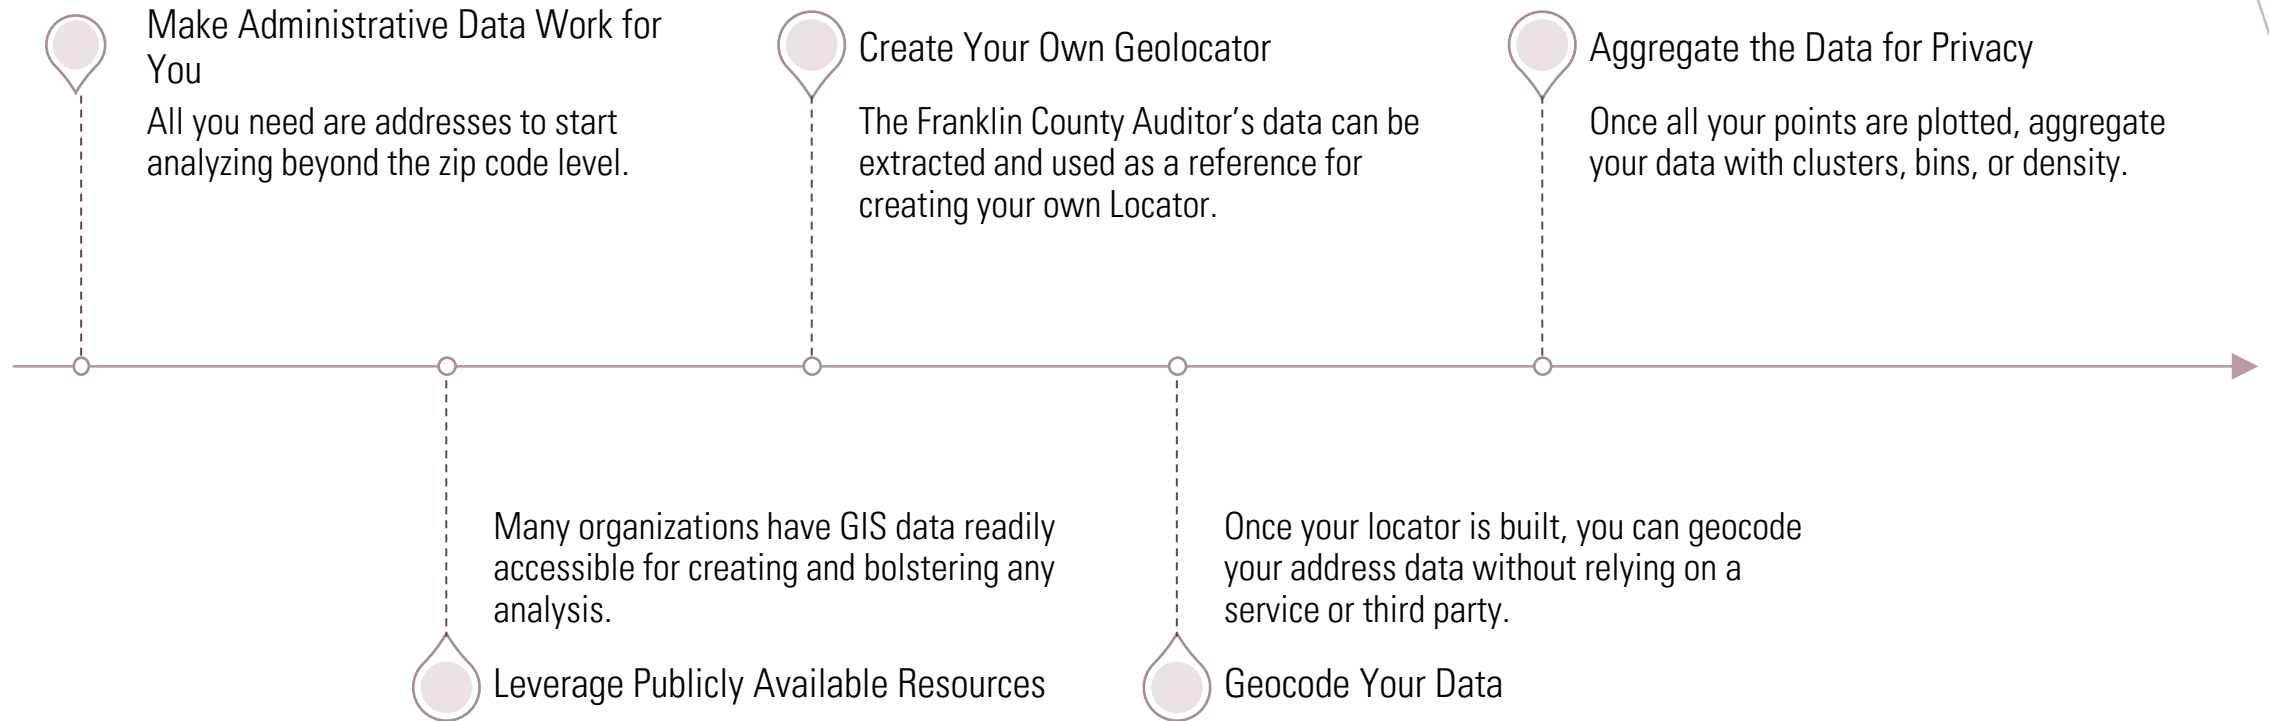 Make Administrative Data Work for
You
All you need are addresses to start
analyzing beyond the zip code level.
Many organizations have GIS data readily
accessible for creating and bolstering any
analysis.
Leverage Publicly Available Resources
Create Your Own Geolocator
The Franklin County Auditor’s data can be
extracted and used as a reference for
creating your own Locator.
Once your locator is built, you can geocode
your address data without relying on a
service or third party.
Geocode Your Data
Aggregate the Data for Privacy
Once all your points are plotted, aggregate
your data with clusters, bins, or density.